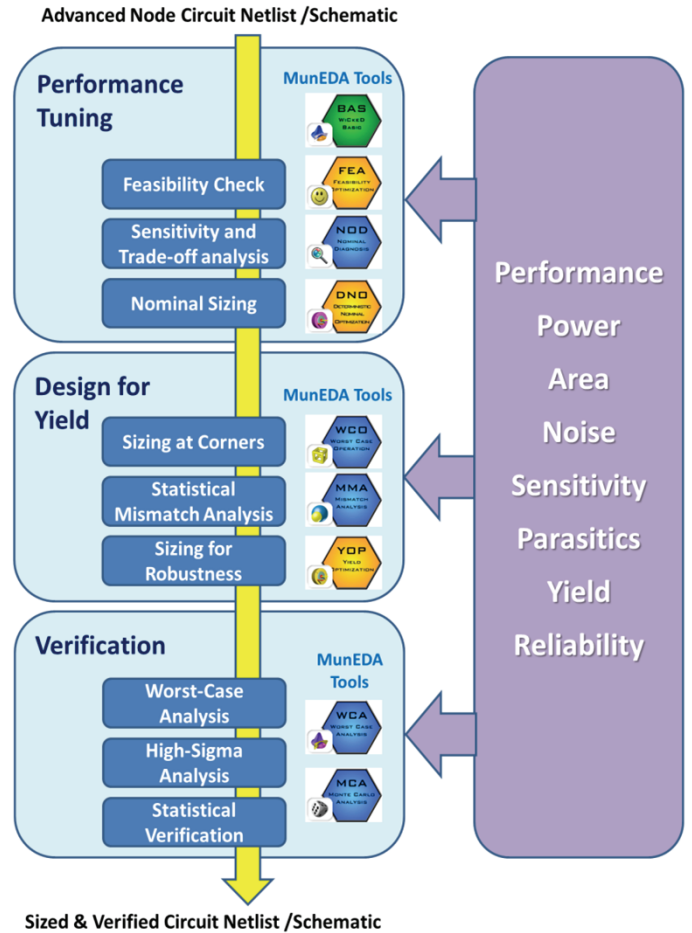 Advanced Node Circuit Netlist /Schematic
Performance
Tuning
MunEDA Tools
BAS
WiCkeD
Basic
Feasibility Check
FEA
Feasibility
Optimization
Sensitivity and
Trade-off analysis
NOD
Nominal
Diagnosis
Nominal Sizing
DNO
Deterministic
Nominal
Optimization
Design for
Yield
MunEDA Tools
Sizing at Corners
WCO
Worst Case
Operation
Statistical
Mismatch Analysis
MMA
Mismatch
Analysis
Sizing for
Robustness
YOP
Yield
Optimization
Verification
MunEDA
Tools
Worst-Case
Analysis
WCA
Worst Case
Analysis
High-Sigma
Analysis
MCA
Monte Carlo
Analysis
Statistical
Verification
Performance
Power
Area
Noise
Sensitivity
Parasitics
Yield
Reliability
Sized & Verified Circuit Netlist /Schematic